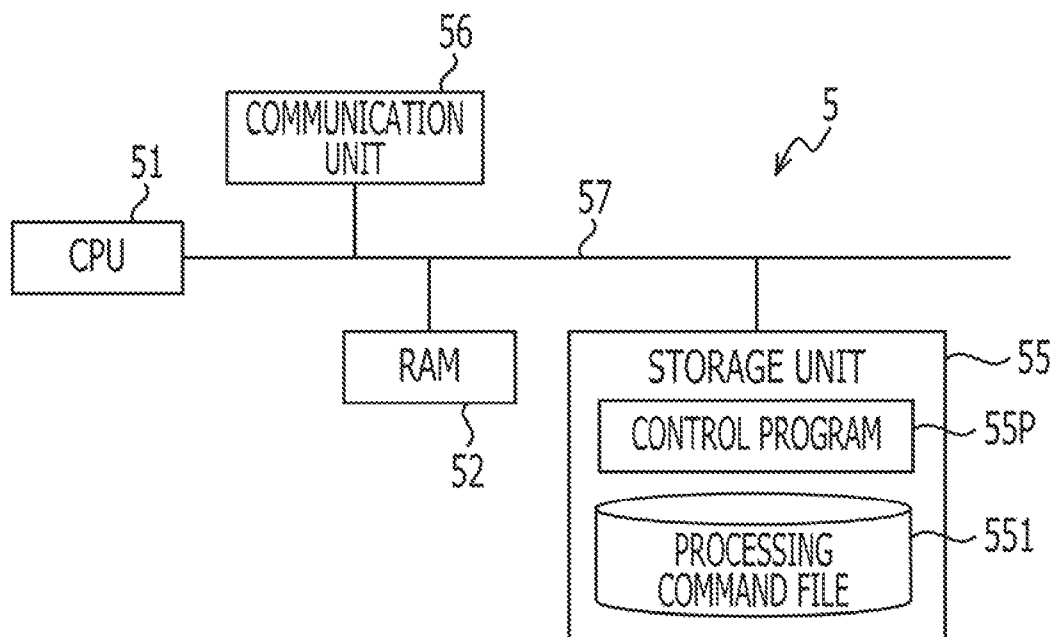 56
COMMUNICATION
UNIT
5
51
CPU
57
RAM
52
STORAGE UNIT
55
CONTROL PROGRAM
55P
PROCESSING
COMMAND FILE
551